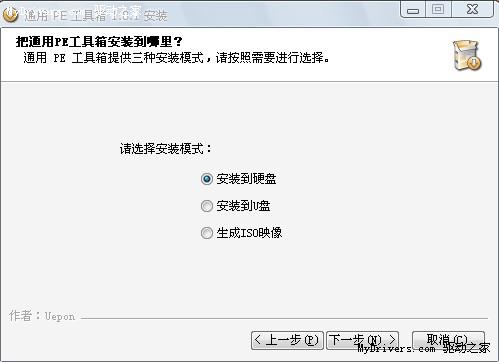 通用 PE 工具箱 1.9.1 安装
把通用PE工具箱安装到哪里？
通用 PE 工具箱提供三种安装模式，请按照需要进行选择。
请选择安装模式：
安装到硬盘
安装到U盘
生成ISO映像
作者：Uepon
< 上一步(P)
下一步(N) >
取消(C)
MyDrivers.com 驱动之家